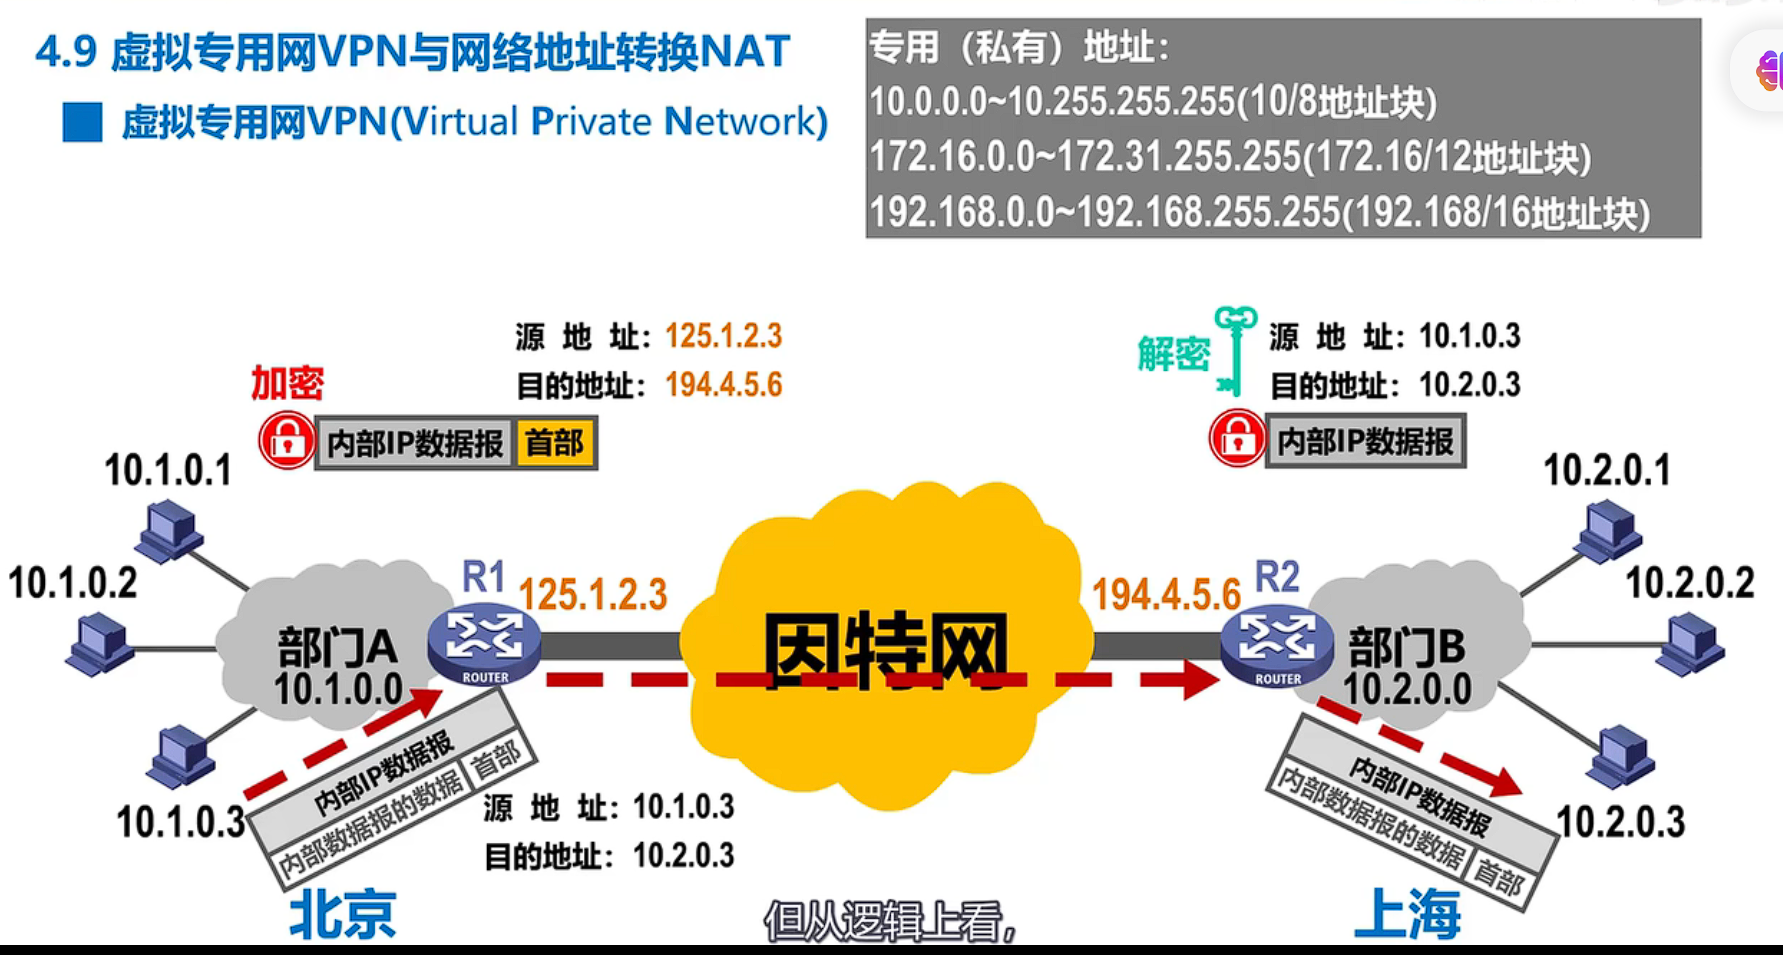 4.9 虚拟专用网VPN与网络地址转换NAT
虚拟专用网VPN(Virtual Private Network)
专用（私有）地址：
10.0.0.0~10.255.255.255(10/8地址块)
172.16.0.0~172.31.255.255(172.16/12地址块)
192.168.0.0~192.168.255.255(192.168/16地址块)
源 地 址：125.1.2.3
目的地址：194.4.5.6
加密
内部IP数据报 首部
解密
源 地 址：10.1.0.3
目的地址：10.2.0.3
内部IP数据报
10.1.0.1
10.1.0.2
10.1.0.3
部门A
10.1.0.0
R1
ROUTER
125.1.2.3
因特网
194.4.5.6
R2
ROUTER
部门B
10.2.0.0
10.2.0.1
10.2.0.2
10.2.0.3
内部IP数据报
内部数据报的数据 首部
源 地 址：10.1.0.3
目的地址：10.2.0.3
内部IP数据报
内部数据报的数据 首部
北京
上海
但从逻辑上看，